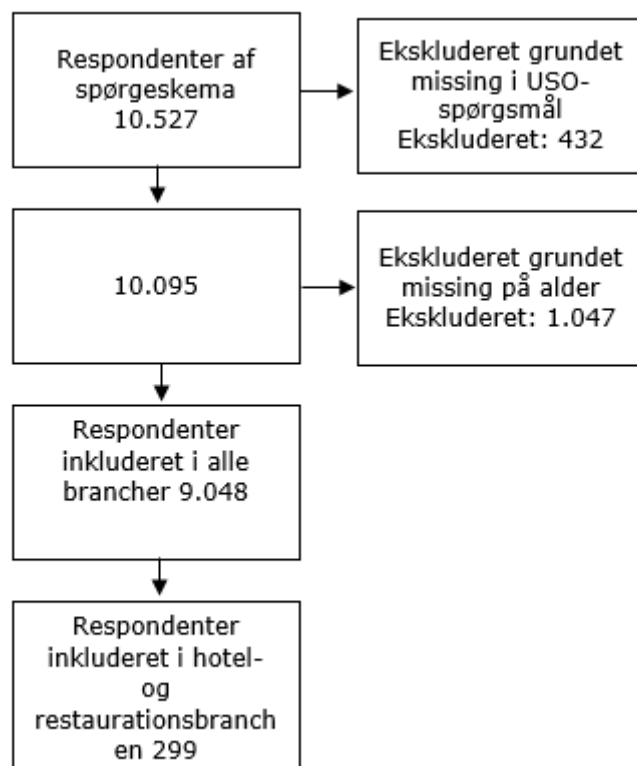 Respondenter af
spørgeskema
10.527
Ekskluderet grundet
missing i USO-
spørgsmål
Ekskluderet: 432
10.095
Ekskluderet grundet
missing på alder
Ekskluderet: 1.047
Respondenter
inkluderet i alle
brancher 9.048
Respondenter
inkluderet i hotel-
og
restaurationsbranch
en 299